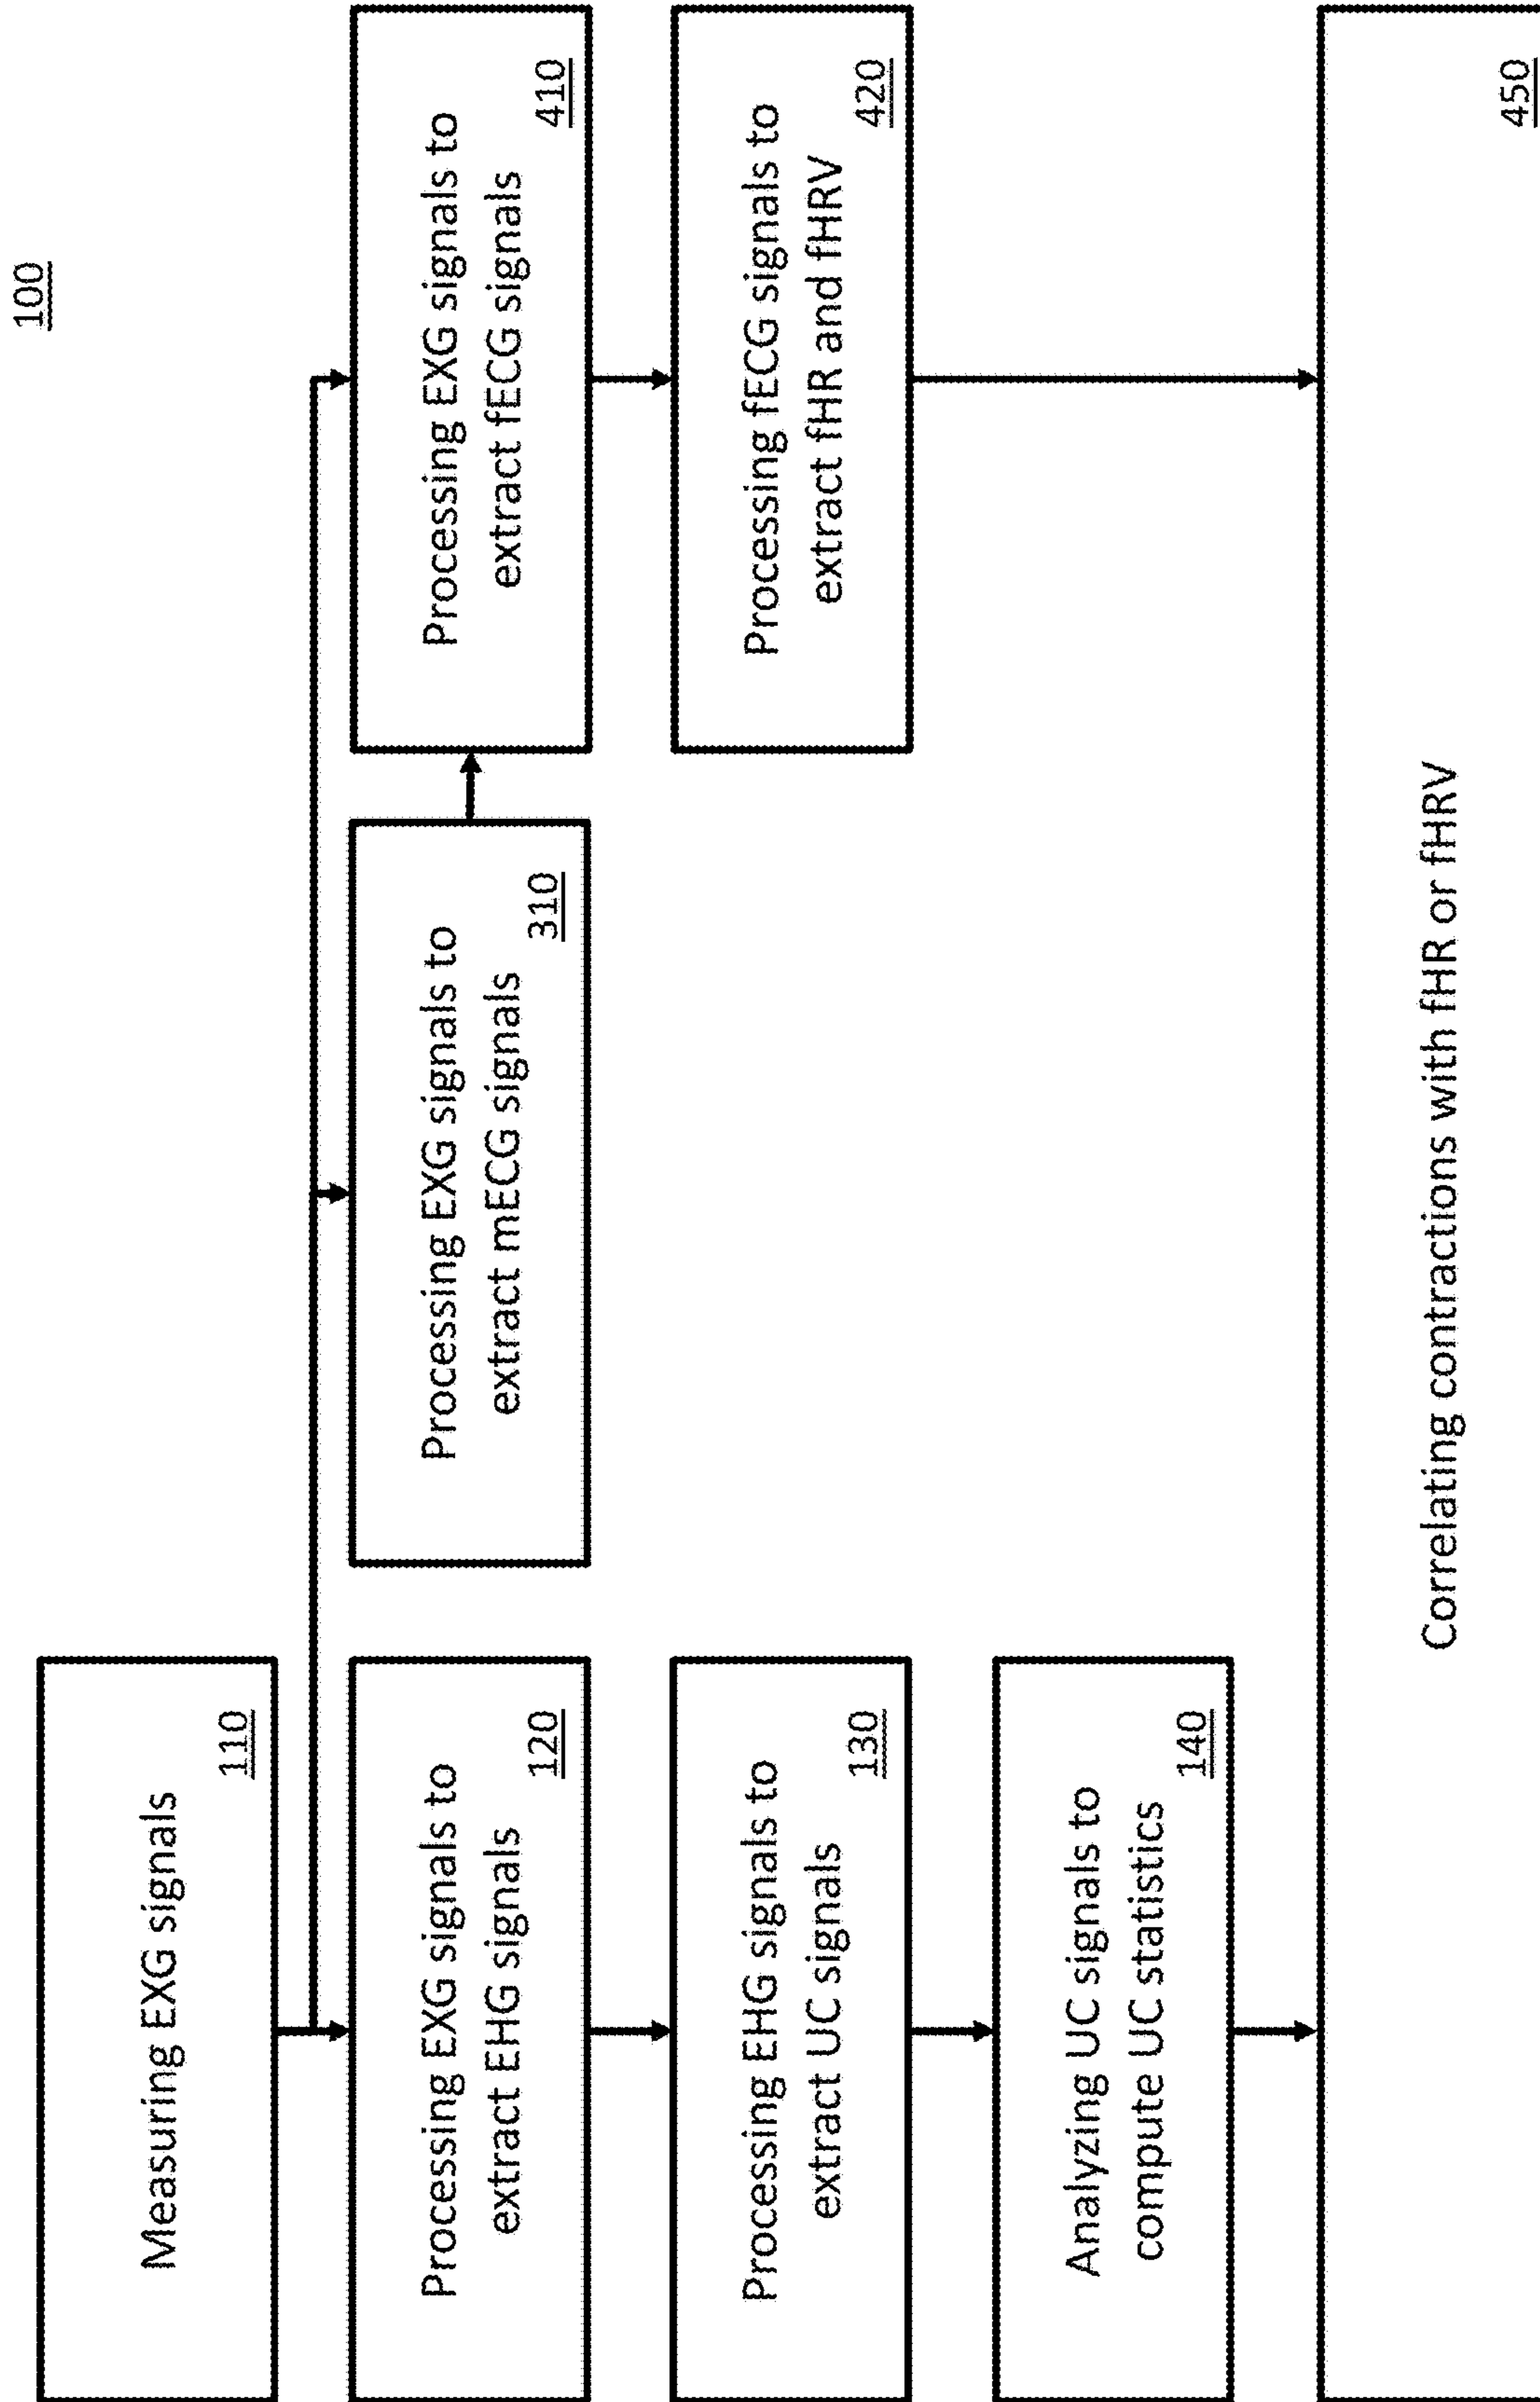 100
Measuring EXG signals
110
Processing EXG signals to
extract EHG signals
120
Processing EXG signals to
extract mECG signals
310
Processing EXG signals to
extract fECG signals
410
Processing EHG signals to
extract UC signals
130
Processing fECG signals to
extract fHR and fHRV
420
Analyzing UC signals to
compute UC statistics
140
Correlating contractions with fHR or fHRV
450